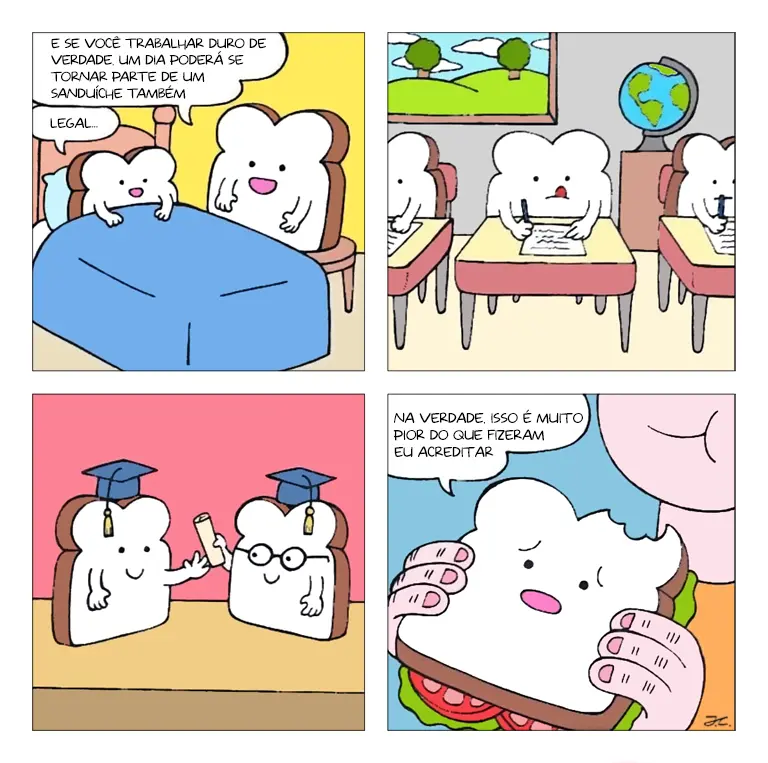 E SE VOCÊ TRABALHAR DURO DE
VERDADE, UM DIA PODERÁ SE
TORNAR PARTE DE UM
SANDUÍCHE TAMBÉM
LEGAL...
NA VERDADE, ISSO É MUITO
PIOR DO QUE FIZERAM
EU ACREDITAR
J.C.